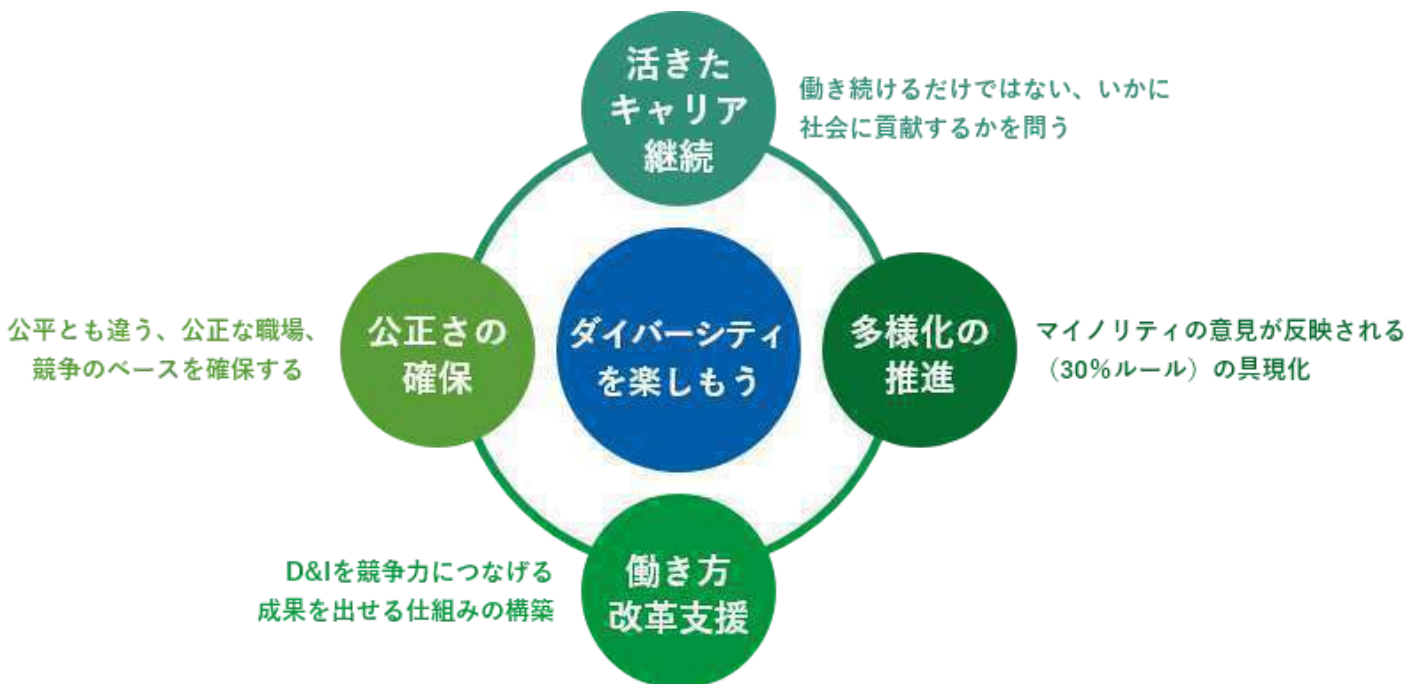 活きた
キャリア
継続
働き続けるだけではない、いかに
社会に貢献するかを問う
公平とも違う、公正な職場、
競争のベースを確保する
公正さの
確保
ダイバーシティ
を楽しもう
多様化の
推進
マイノリティの意見が反映される
（30％ルール）の具現化
D&Iを競争力につなげる
成果を出せる仕組みの構築
働き方
改革支援